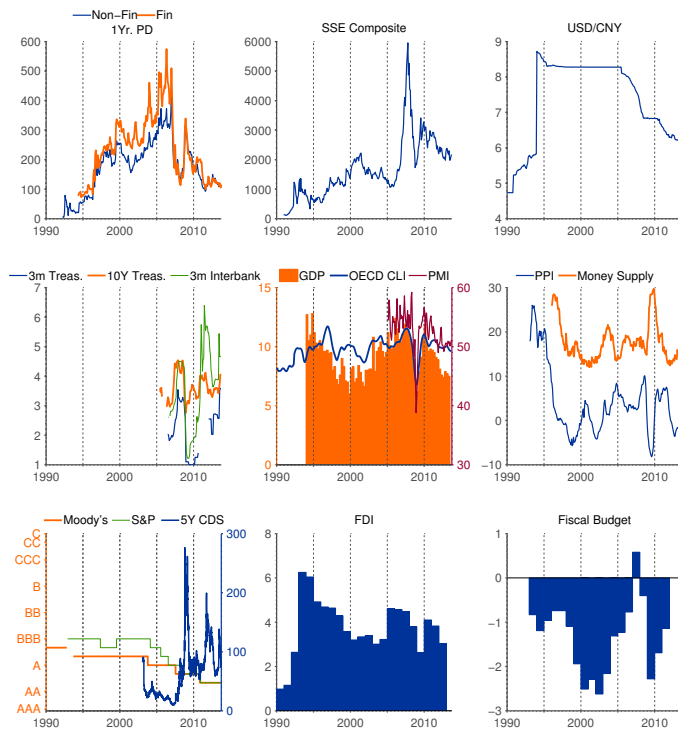 Non−Fin Fin
1Yr. PD
SSE Composite
USD/CNY
600
500
400
300
200
100
0
1990 2000 2010
6000
5000
4000
3000
2000
1000
0
1990 2000 2010
9
8
7
6
5
4
1990 2000 2010
3m Treas. 10Y Treas. 3m Interbank
GDP OECD CLI PMI
PPI Money Supply
7
6
5
4
3
2
1
1990 2000 2010
15
10
5
0
60
50
40
30
1990 2000 2010
30
20
10
0
−10
1990 2000 2010
Moody's S&P 5Y CDS
FDI
Fiscal Budget
C
CC
CCC
B
BB
BBB
A
AA
AAA
300
200
100
0
1990 2000 2010
8
6
4
2
0
1990 2000 2010
1
0
−1
−2
−3
1990 2000 2010